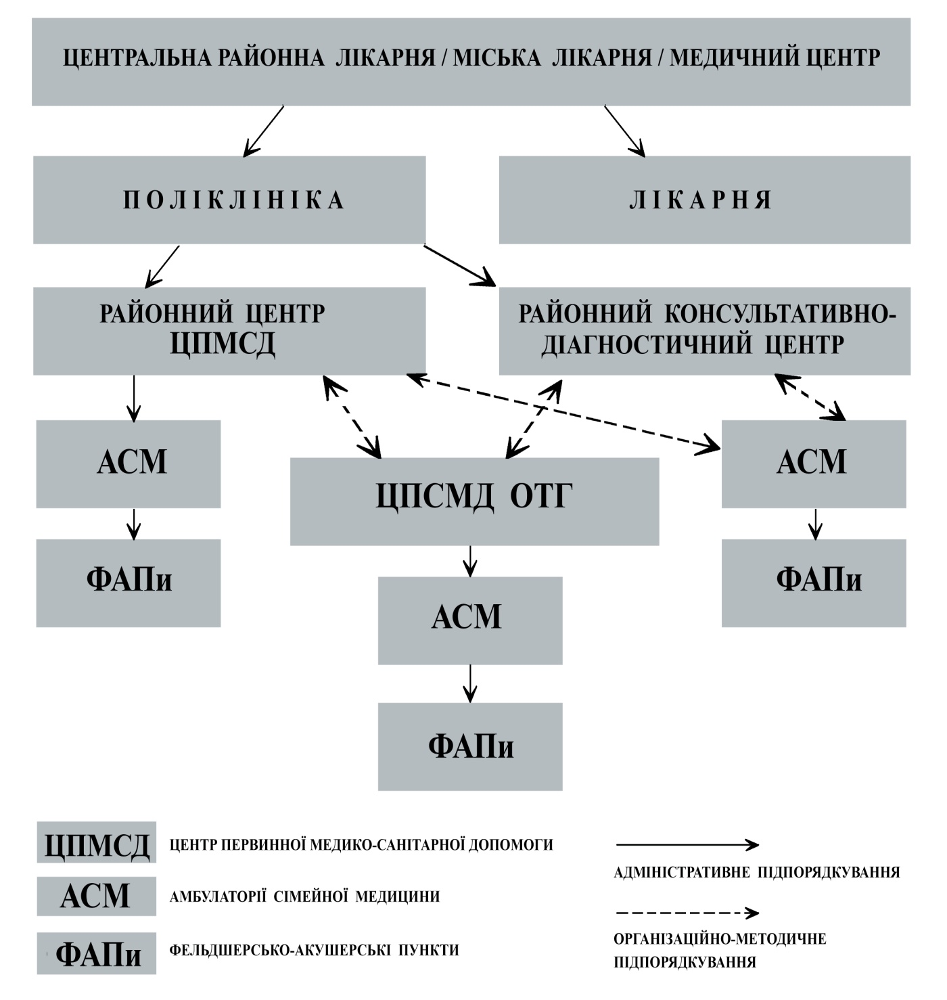 ЦЕНТРАЛЬНА РАЙОННА ЛІКАРНЯ / МІСЬКА ЛІКАРНЯ / МЕДИЧНИЙ ЦЕНТР
ПОЛІКЛІНІКА
ЛІКАРНЯ
РАЙОННИЙ ЦЕНТР
ЦПМСД
РАЙОННИЙ КОНСУЛЬТАТИВНО-
ДІАГНОСТИЧНИЙ ЦЕНТР
АСМ
ЦПСМД ОТГ
АСМ
ФАПи
ФАПи
АСМ
ФАПи
ЦПМСД ЦЕНТР ПЕРВИННОЇ МЕДИКО-САНІТАРНОЇ ДОПОМОГИ
АСМ АМБУЛАТОРІЇ СІМЕЙНОЇ МЕДИЦИНИ
ФАПи ФЕЛЬДШЕРСЬКО-АКУШЕРСЬКІ ПУНКТИ
АДМІНІСТРАТИВНЕ ПІДПОРЯДКУВАННЯ
ОРГАНІЗАЦІЙНО-МЕТОДИЧНЕ
ПІДПОРЯДКУВАННЯ